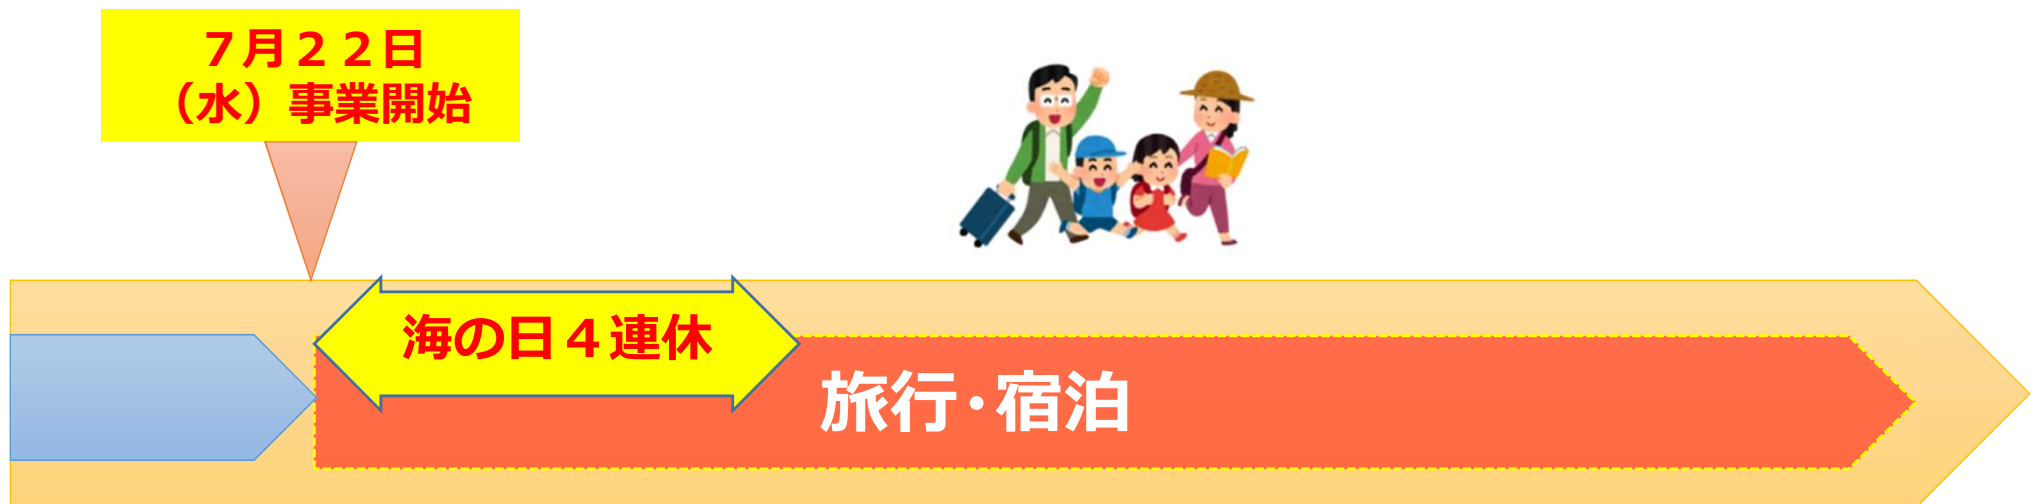 ７月２２日
（水）事業開始
海の日４連休
旅行･宿泊